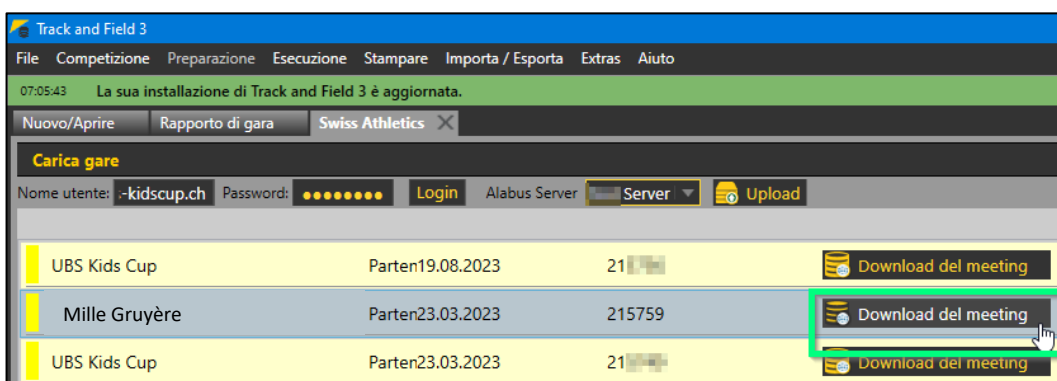 Track and Field 3
File Competizione Preparazione Esecuzione Stampare Importa / Esporta Extras Aiuto
07:05:43 La sua installazione di Track and Field 3 è aggiornata.
Nuovo/Aprire Rapporto di gara Swiss Athletics
Carica gare
Nome utente: -kidscup.ch Password: Login Alabus Server Server Upload
UBS Kids Cup Parten19.08.2023 21 Download del meeting
Mille Gruyère Parten23.03.2023 215759 Download del meeting
UBS Kids Cup Parten23.03.2023 21 Download del meeting